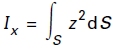 I_x = ∫_S z² dS